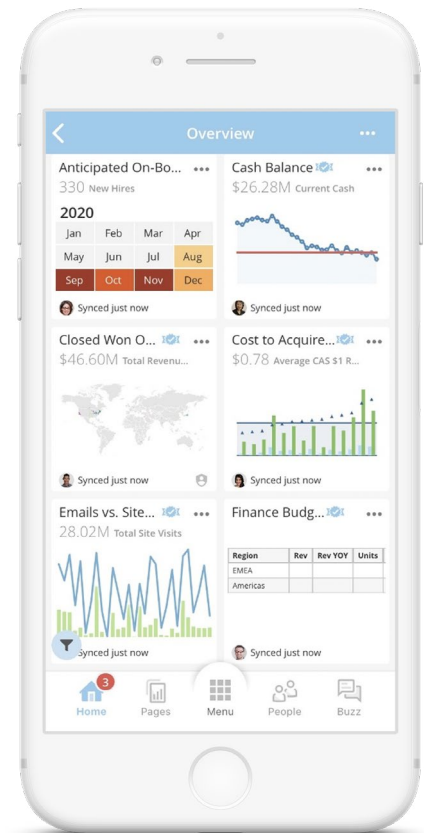 Overview
Anticipated On-Bo...
330 New Hires
2020
Jan Feb Mar Apr
May Jun Jul Aug
Sep Oct Nov Dec
Synced just now
Cash Balance
$26.28M Current Cash
Synced just now
Closed Won O...
$46.60M Total Revenu...
Synced just now
Cost to Acquire...
$0.78 Average CAS $1 R...
Synced just now
Emails vs. Site...
28.02M Total Site Visits
Synced just now
Finance Budg...
Region Rev Rev YOY Units
EMEA
Americas
Synced just now
3
Home Pages Menu People Buzz